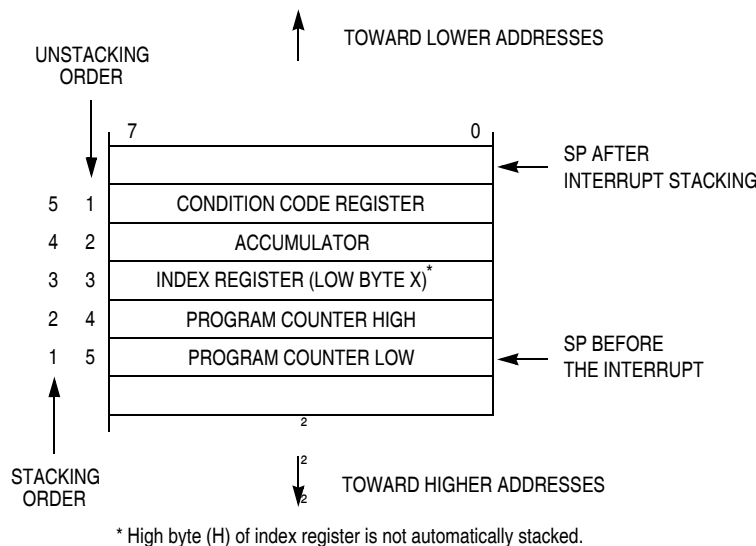 TOWARD LOWER ADDRESSES
UNSTACKING
ORDER
7 0
SP AFTER
INTERRUPT STACKING
5 1 CONDITION CODE REGISTER
4 2 ACCUMULATOR
3 3 INDEX REGISTER (LOW BYTE X)*
2 4 PROGRAM COUNTER HIGH
1 5 PROGRAM COUNTER LOW
SP BEFORE
THE INTERRUPT
2
2
2
STACKING
ORDER
TOWARD HIGHER ADDRESSES
* High byte (H) of index register is not automatically stacked.